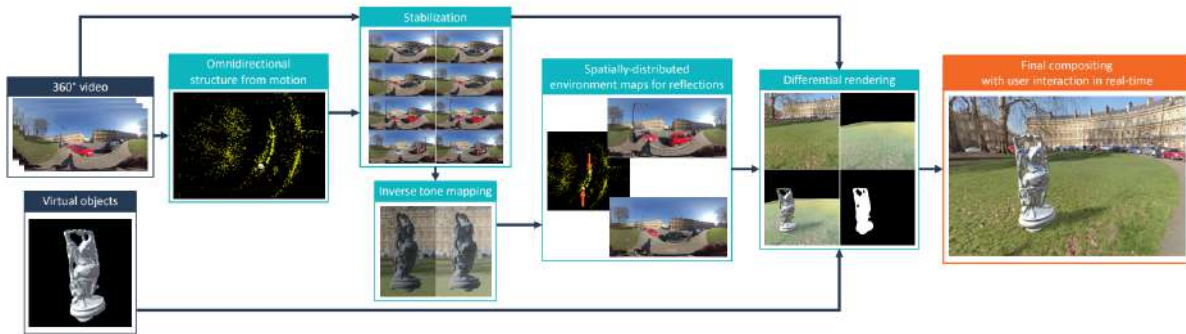 360° video
Virtual objects
Omnidirectional
structure from motion
Stabilization
Inverse tone mapping
Spatially-distributed
environment maps for reflections
Differential rendering
Final compositing
with user interaction in real-time